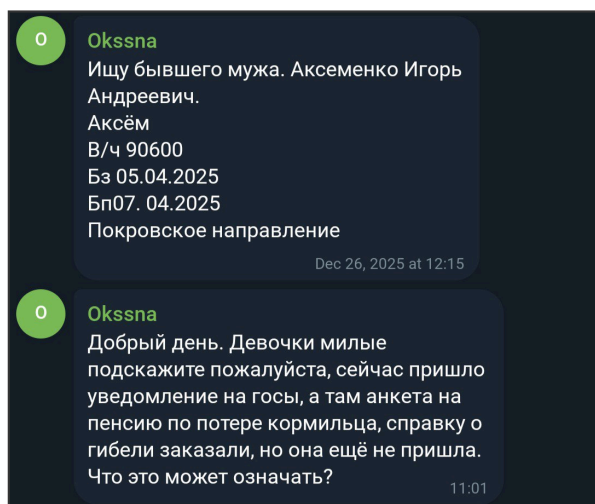 O
Okssna
Ищу бывшего мужа. Аксеменко Игорь
Андреевич.
Аксём
В/ч 90600
Бз 05.04.2025
Бп07. 04.2025
Покровское направление
Dec 26, 2025 at 12:15
O
Okssna
Добрый день. Девочки милые
подскажите пожалуйста, сейчас пришло
уведомление на госы, а там анкета на
пенсию по потере кормильца, справку о
гибели заказали, но она ещё не пришла.
Что это может означать?
11:01